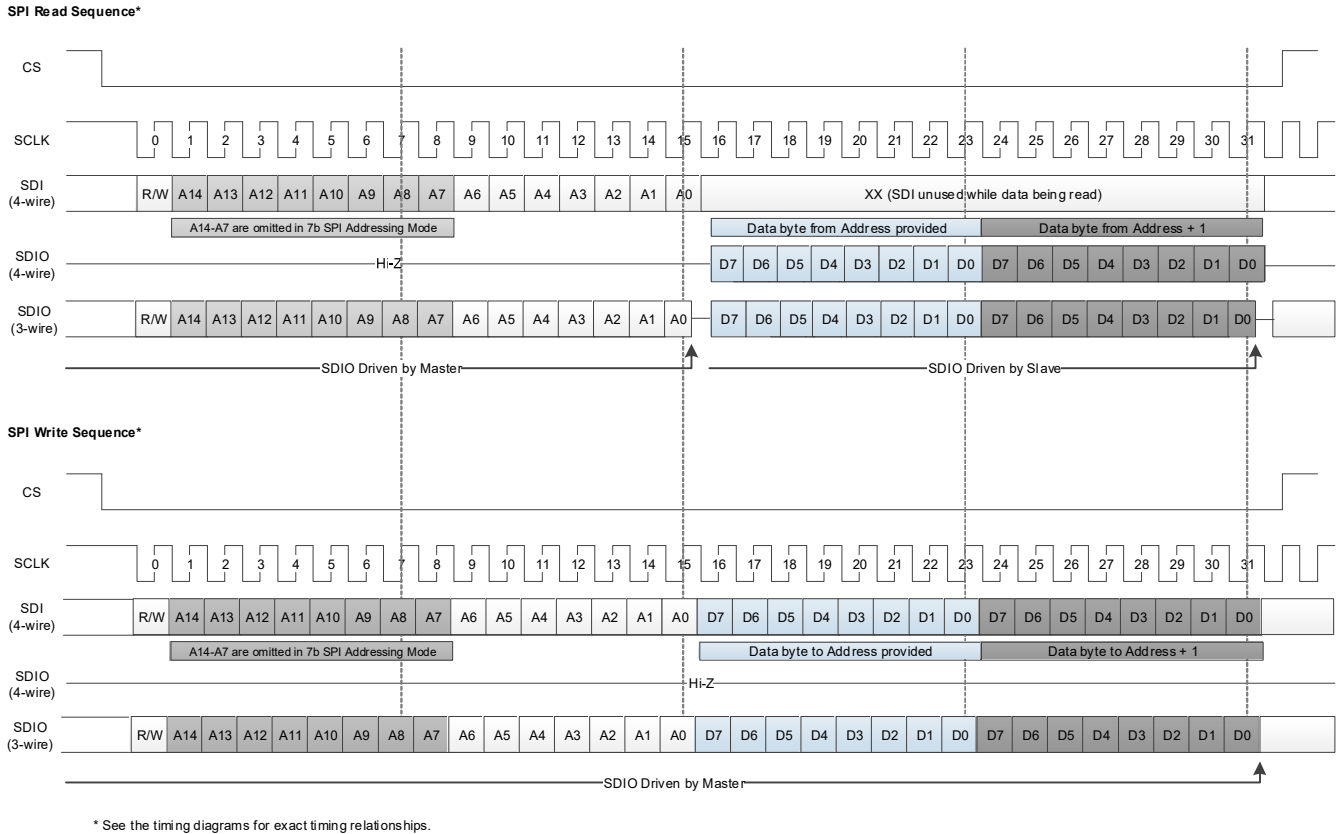 SPI Read Sequence*
CS
SCLK 0 1 2 3 4 5 6 7 8 9 10 11 12 13 14 15 16 17 18 19 20 21 22 23 24 25 26 27 28 29 30 31
SDI
(4-wire)
R/W A14 A13 A12 A11 A10 A9 A8 A7 A6 A5 A4 A3 A2 A1 A0 XX (SDI unused while data being read)
A14-A7 are omitted in 7b SPI Addressing Mode Data byte from Address provided Data byte from Address + 1
SDIO
(4-wire)
Hi-Z D7 D6 D5 D4 D3 D2 D1 D0 D7 D6 D5 D4 D3 D2 D1 D0
SDIO
(3-wire)
R/W A14 A13 A12 A11 A10 A9 A8 A7 A6 A5 A4 A3 A2 A1 A0 D7 D6 D5 D4 D3 D2 D1 D0 D7 D6 D5 D4 D3 D2 D1 D0
SDIO Driven by Master SDIO Driven by Slave
SPI Write Sequence*
CS
SCLK 0 1 2 3 4 5 6 7 8 9 10 11 12 13 14 15 16 17 18 19 20 21 22 23 24 25 26 27 28 29 30 31
SDI
(4-wire)
R/W A14 A13 A12 A11 A10 A9 A8 A7 A6 A5 A4 A3 A2 A1 A0 D7 D6 D5 D4 D3 D2 D1 D0 D7 D6 D5 D4 D3 D2 D1 D0
A14-A7 are omitted in 7b SPI Addressing Mode Data byte to Address provided Data byte to Address + 1
SDIO
(4-wire)
Hi-Z
SDIO
(3-wire)
R/W A14 A13 A12 A11 A10 A9 A8 A7 A6 A5 A4 A3 A2 A1 A0 D7 D6 D5 D4 D3 D2 D1 D0 D7 D6 D5 D4 D3 D2 D1 D0
SDIO Driven by Master
* See the timing diagrams for exact timing relationships.